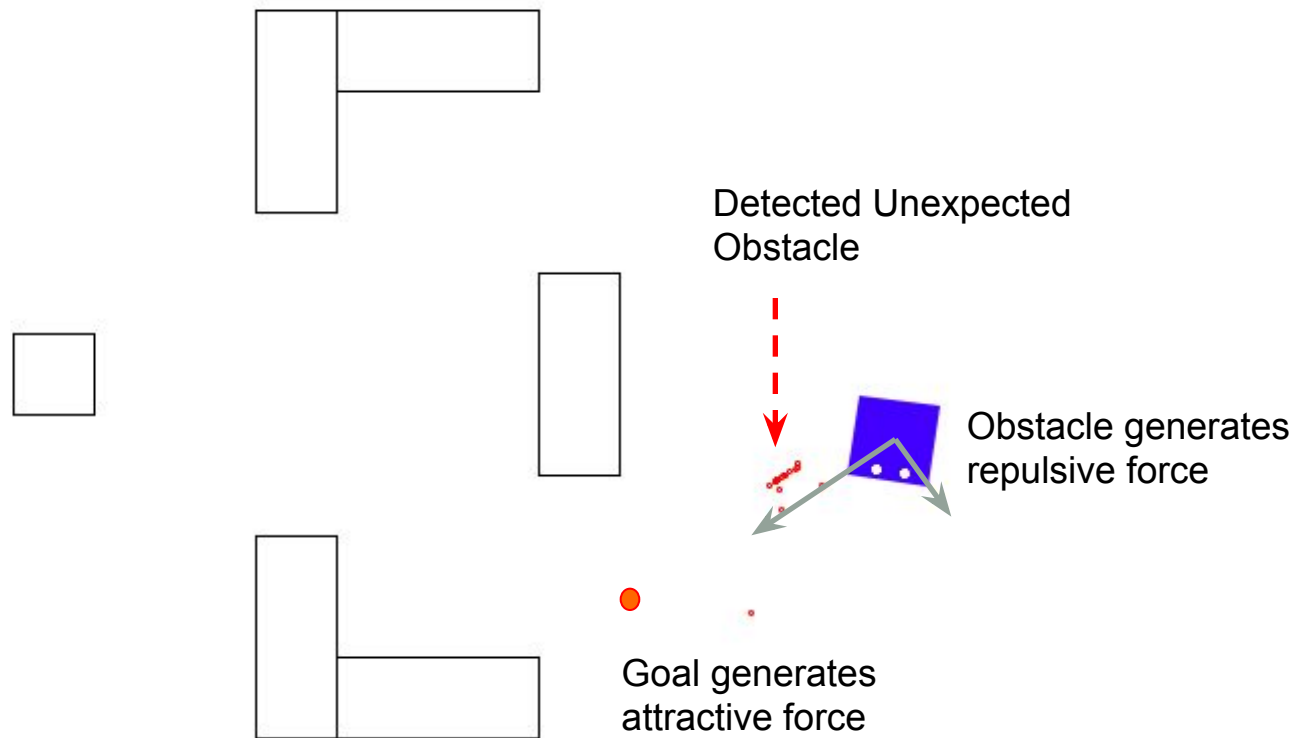 Detected Unexpected
Obstacle
Obstacle generates
repulsive force
Goal generates
attractive force